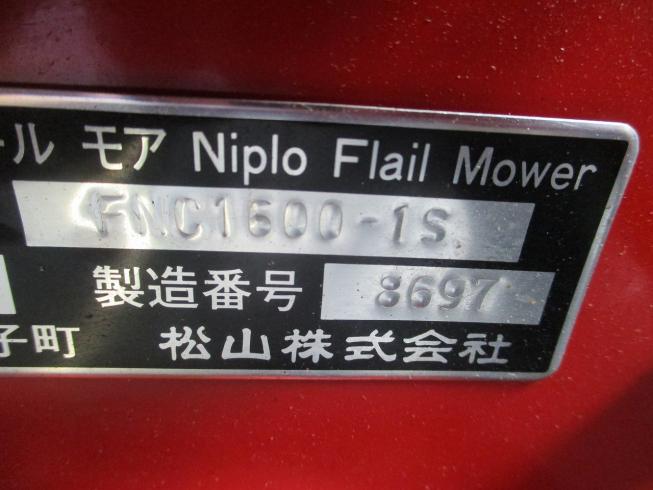 ール モア Niplo Flail Mower
FNC1600-1S
製造番号 8697
子町 松山株式会社